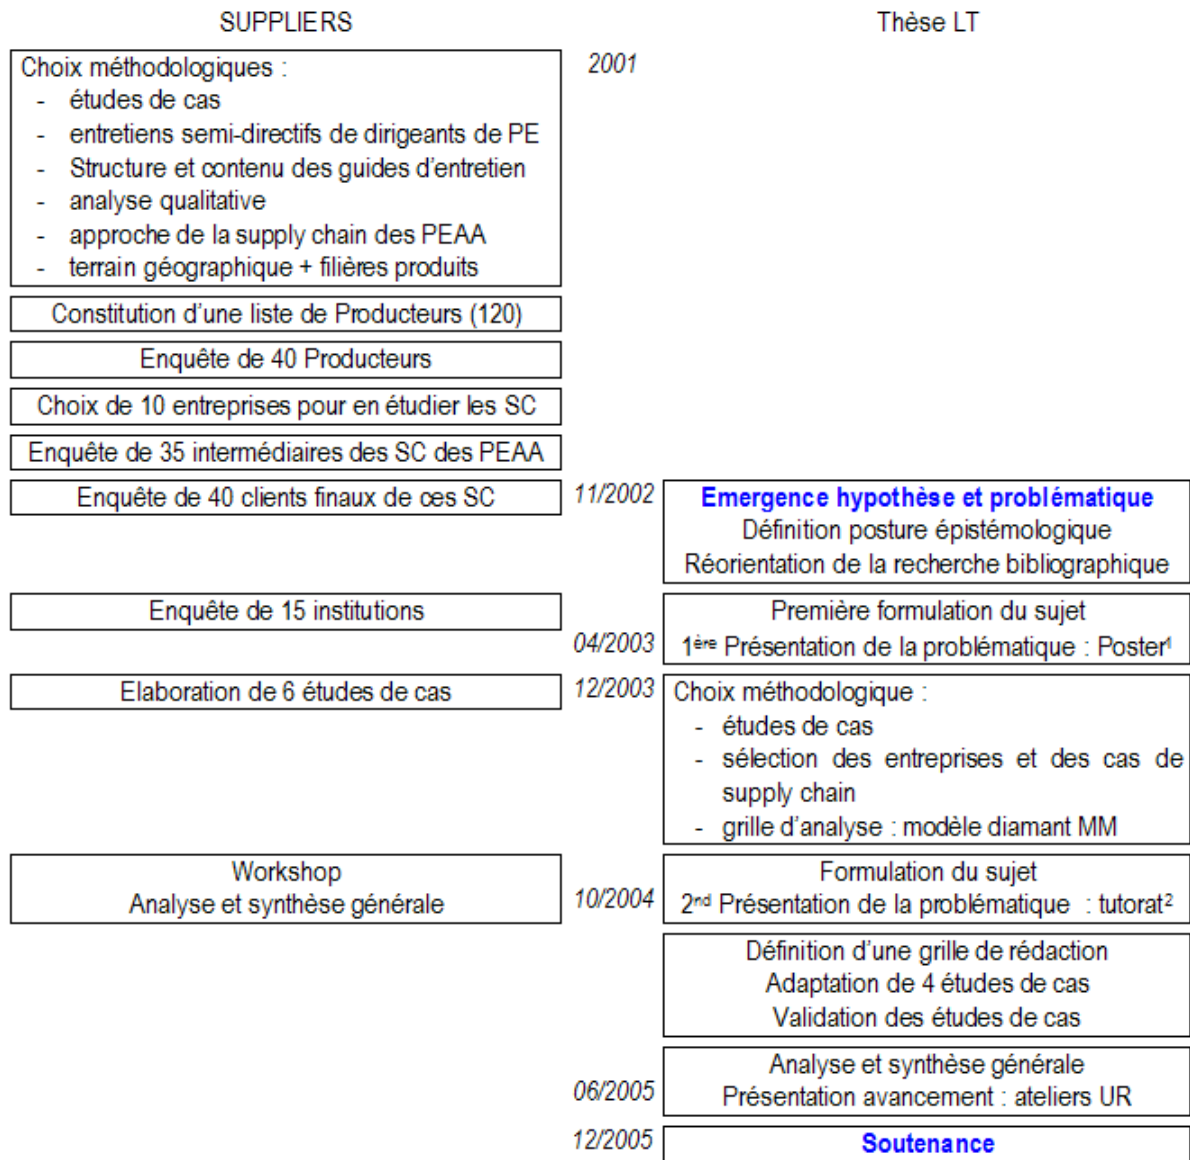 SUPPLIERS
Thèse LT
2001
Choix méthodologiques :
- études de cas
- entretiens semi-directifs de dirigeants de PE
- Structure et contenu des guides d'entretien
- analyse qualitative
- approche de la supply chain des PEAA
- terrain géographique + filières produits
Constitution d'une liste de Producteurs (120)
Enquête de 40 Producteurs
Choix de 10 entreprises pour en étudier les SC
Enquête de 35 intermédiaires des SC des PEAA
Enquête de 40 clients finaux de ces SC
11/2002
Emergence hypothèse et problématique
Définition posture épistémologique
Réorientation de la recherche bibliographique
Enquête de 15 institutions
Première formulation du sujet
04/2003
1ère Présentation de la problématique : Poster1
Elaboration de 6 études de cas
12/2003
Choix méthodologique :
- études de cas
- sélection des entreprises et des cas de
supply chain
- grille d'analyse : modèle diamant MM
Workshop
Analyse et synthèse générale
10/2004
Formulation du sujet
2nd Présentation de la problématique : tutorat2
Définition d'une grille de rédaction
Adaptation de 4 études de cas
Validation des études de cas
Analyse et synthèse générale
06/2005
Présentation avancement : ateliers UR
12/2005
Soutenance